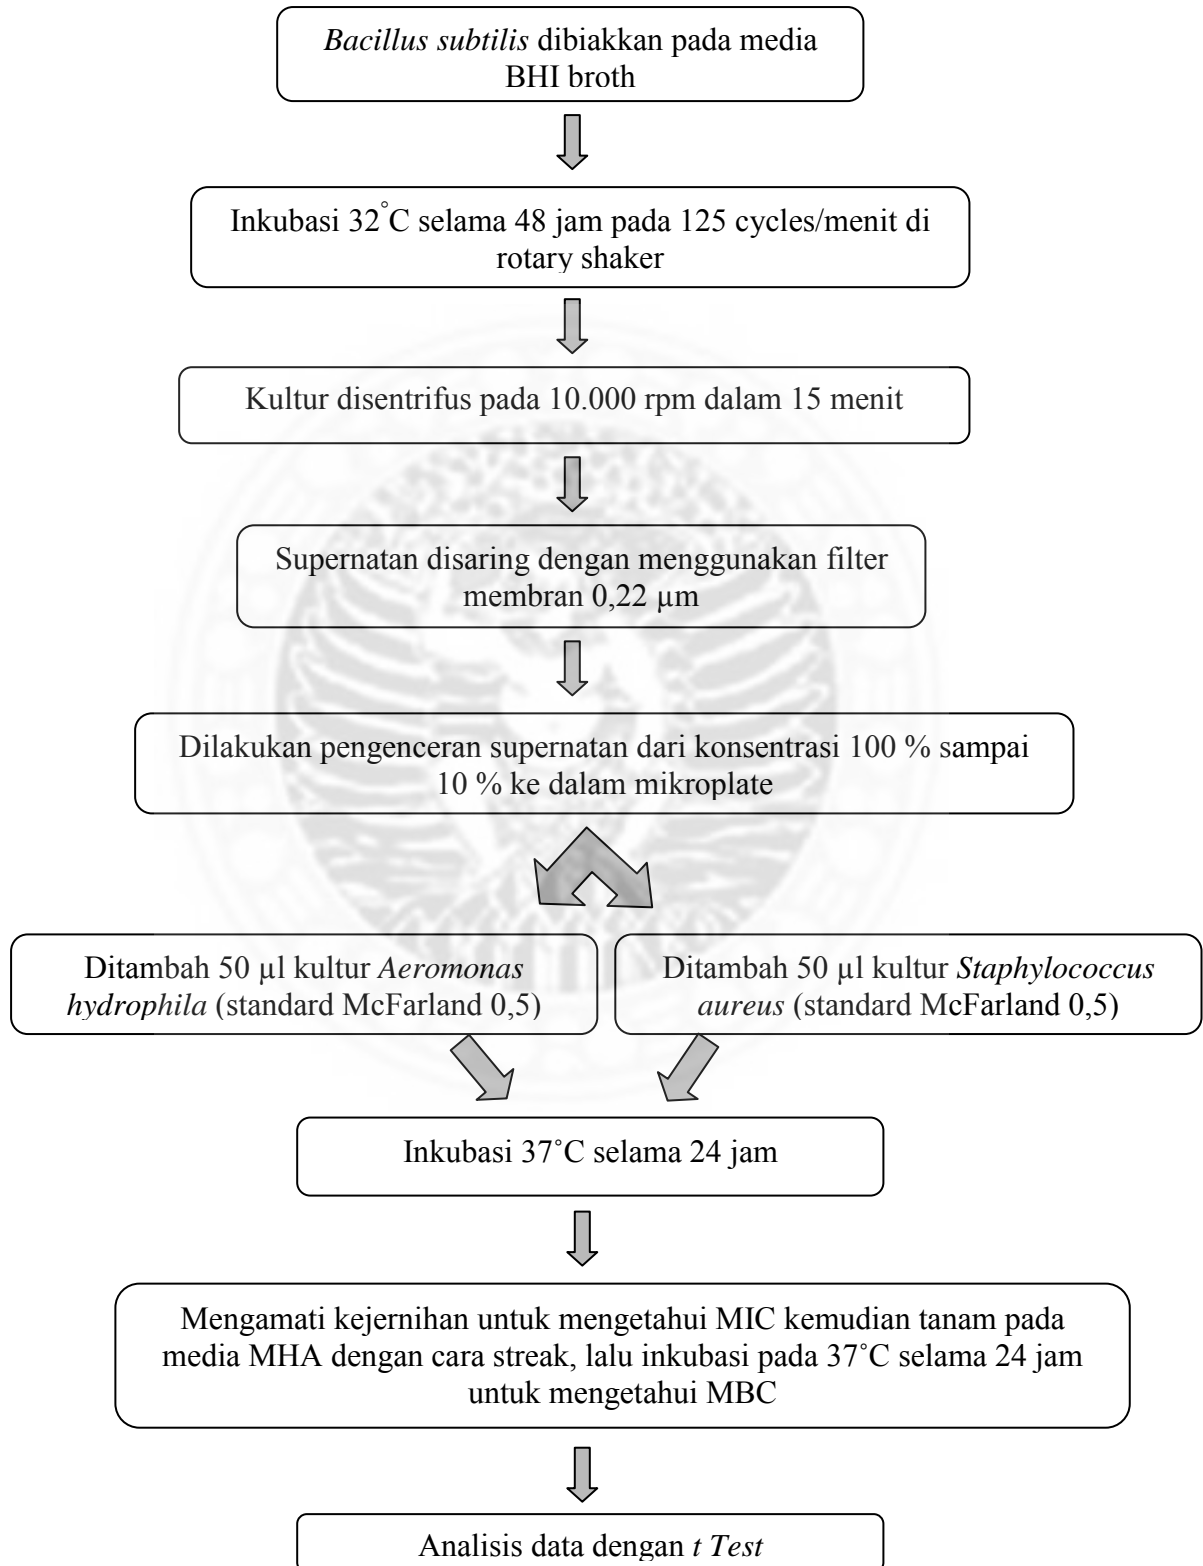 Bacillus subtilis dibiakkan pada media
BHI broth
Inkubasi 32°C selama 48 jam pada 125 cycles/menit di
rotary shaker
Kultur disentrifus pada 10.000 rpm dalam 15 menit
Supernatan disaring dengan menggunakan filter
membran 0,22 µm
Dilakukan pengenceran supernatan dari konsentrasi 100 % sampai
10 % ke dalam mikroplate
Ditambah 50 µl kultur Aeromonas
hydrophila (standard McFarland 0,5)
Ditambah 50 µl kultur Staphylococcus
aureus (standard McFarland 0,5)
Inkubasi 37˚C selama 24 jam
Mengamati kejernihan untuk mengetahui MIC kemudian tanam pada
media MHA dengan cara streak, lalu inkubasi pada 37˚C selama 24 jam
untuk mengetahui MBC
Analisis data dengan t Test